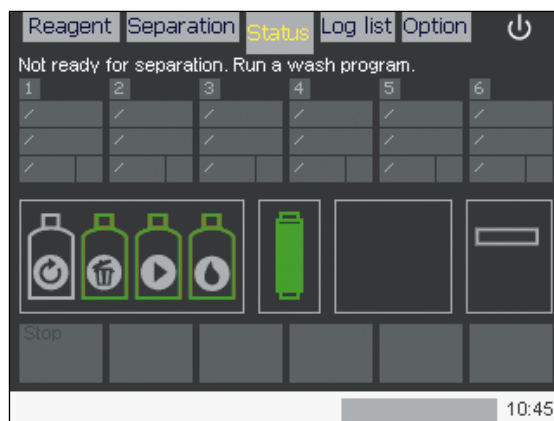 Reagent Separation Status Log list Option
Not ready for separation. Run a wash program.
1 2 3 4 5 6
/ / / / / /
/ / / / / /
/ / / / / /
Stop
10:45